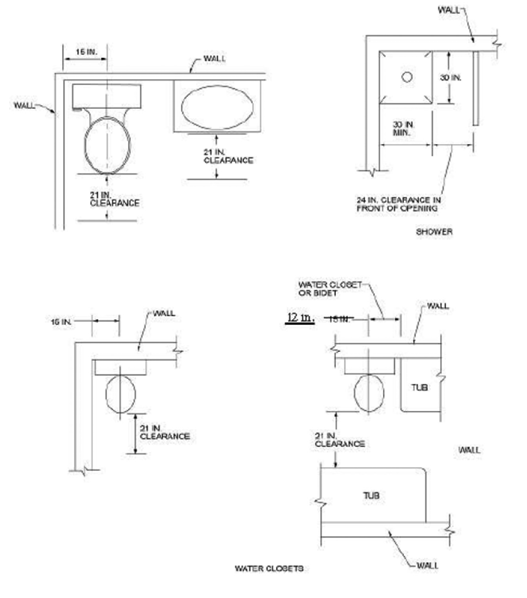 15 IN.
WALL
WALL
21 IN.
CLEARANCE
21 IN.
CLEARANCE
WALL
30 IN.
30 IN.
MIN.
24 IN. CLEARANCE IN
FRONT OF OPENING
SHOWER
15 IN.
WALL
21 IN.
CLEARANCE
WATER CLOSET
OR BIDET
12 in. 15 IN.
WALL
TUB
21 IN.
CLEARANCE
WALL
TUB
WALL
WATER CLOSETS